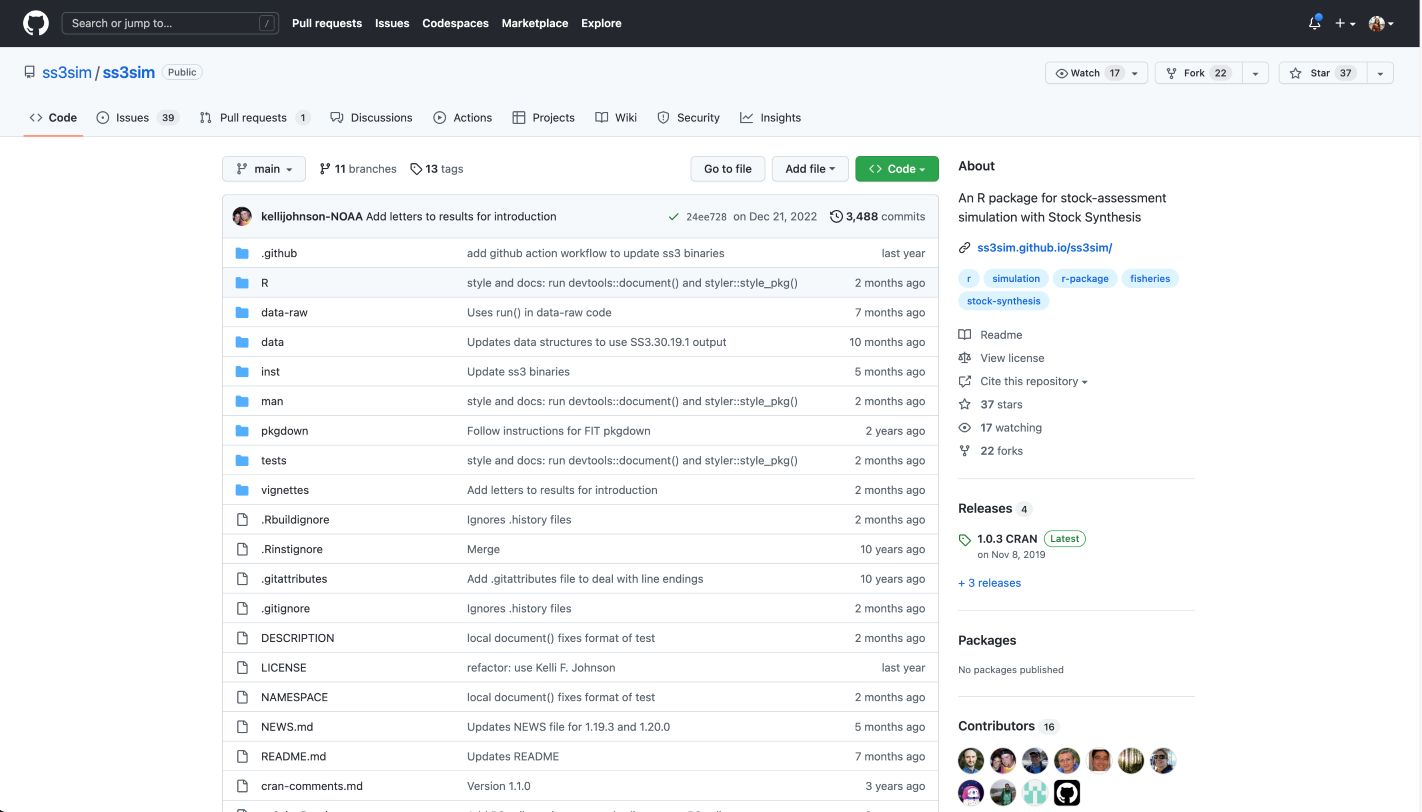 Search or jump to... /
Pull requests Issues Codespaces Marketplace Explore
ss3sim / ss3sim Public
Watch 17 Fork 22 Star 37
Code Issues 39 Pull requests 1 Discussions Actions Projects Wiki Security Insights
main 11 branches 13 tags Go to file Add file Code
kellijohnson-NOAA Add letters to results for introduction 24ee728 on Dec 21, 2022 3,488 commits
.github add github action workflow to update ss3 binaries last year
R style and docs: run devtools::document() and styler::style_pkg() 2 months ago
data-raw Uses run() in data-raw code 7 months ago
data Updates data structures to use SS3.30.19.1 output 10 months ago
inst Update ss3 binaries 5 months ago
man style and docs: run devtools::document() and styler::style_pkg() 2 months ago
pkgdown Follow instructions for FIT pkgdown 2 years ago
tests style and docs: run devtools::document() and styler::style_pkg() 2 months ago
vignettes Add letters to results for introduction 2 months ago
.Rbuildignore Ignores .history files 2 months ago
.Rinstignore Merge 10 years ago
.gitattributes Add .gitattributes file to deal with line endings 10 years ago
.gitignore Ignores .history files 2 months ago
DESCRIPTION local document() fixes format of test 2 months ago
LICENSE refactor: use Kelli F. Johnson last year
NAMESPACE local document() fixes format of test 2 months ago
NEWS.md Updates NEWS file for 1.19.3 and 1.20.0 5 months ago
README.md Updates README 7 months ago
cran-comments.md Version 1.1.0 3 years ago
About
An R package for stock-assessment
simulation with Stock Synthesis
ss3sim.github.io/ss3sim/
r simulation r-package fisheries
stock-synthesis
Readme
View license
Cite this repository
37 stars
17 watching
22 forks
Releases 4
1.0.3 CRAN Latest
on Nov 8, 2019
+ 3 releases
Packages
No packages published
Contributors 16